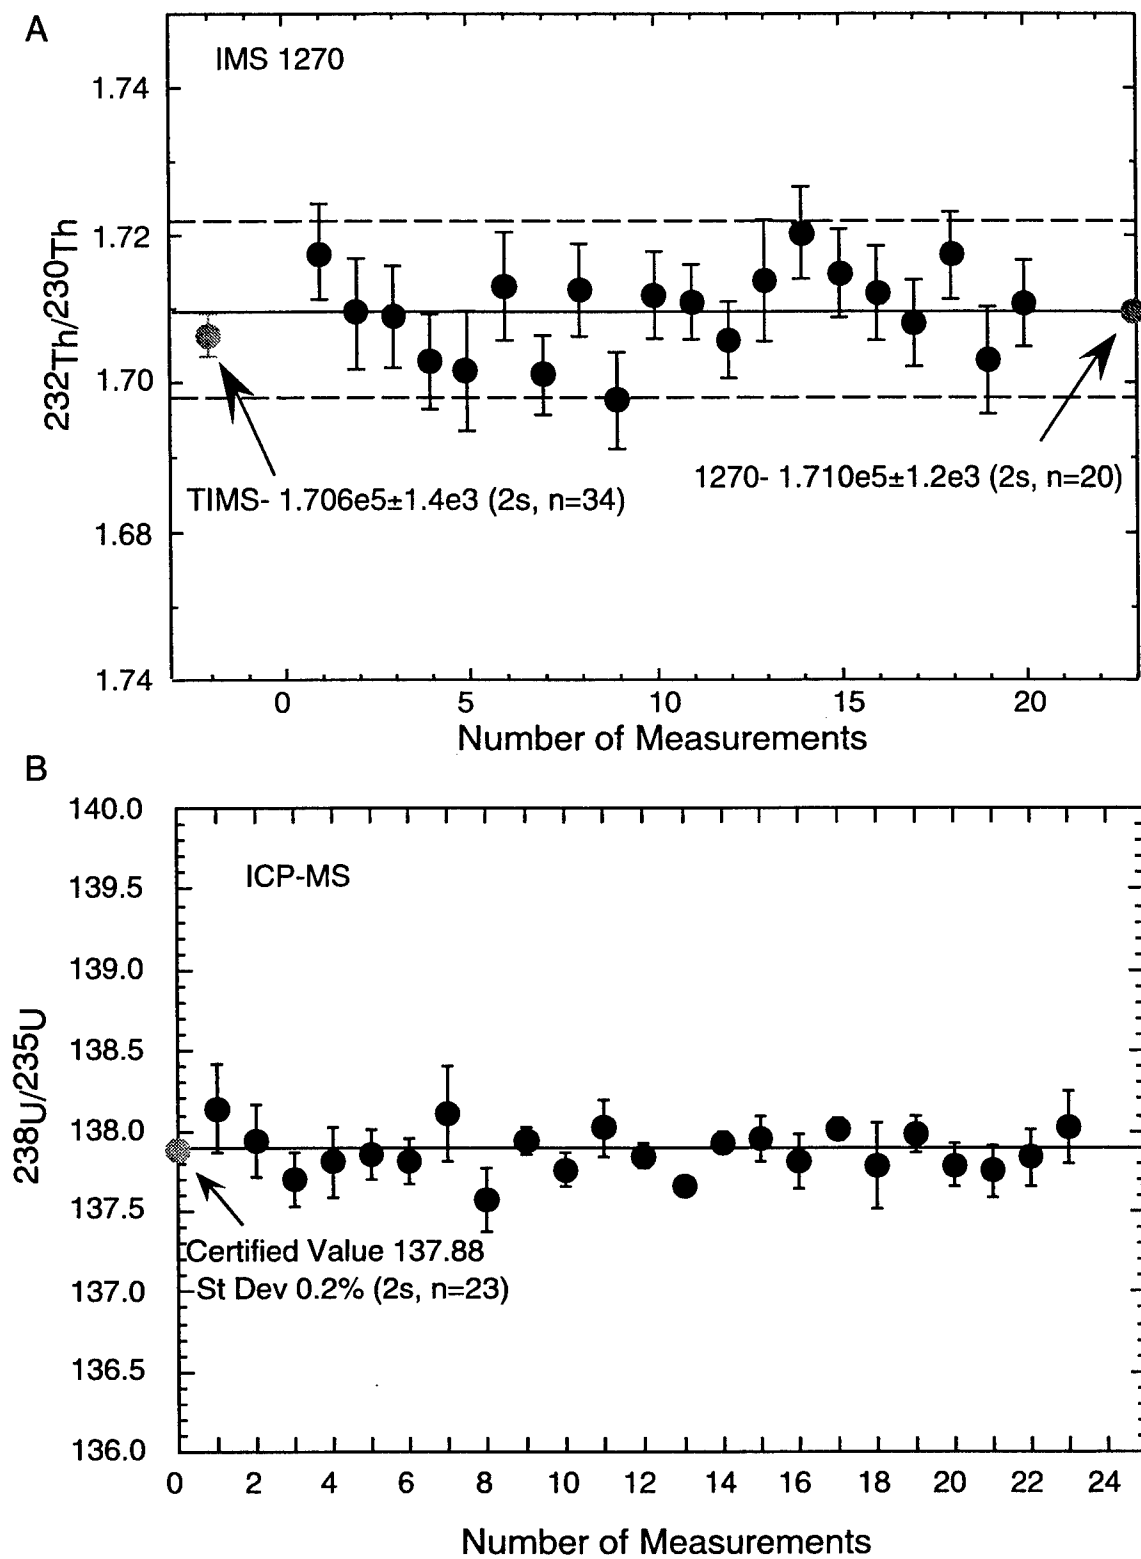 A
IMS 1270
1.74
1.72
1.70
1.68
1.74
232Th/230Th
TIMS- 1.706e5±1.4e3 (2s, n=34)
1270- 1.710e5±1.2e3 (2s, n=20)
0 5 10 15 20
Number of Measurements
B
ICP-MS
140.0
139.5
139.0
138.5
138.0
137.5
137.0
136.5
136.0
238U/235U
Certified Value 137.88
St Dev 0.2% (2s, n=23)
0 2 4 6 8 10 12 14 16 18 20 22 24
Number of Measurements